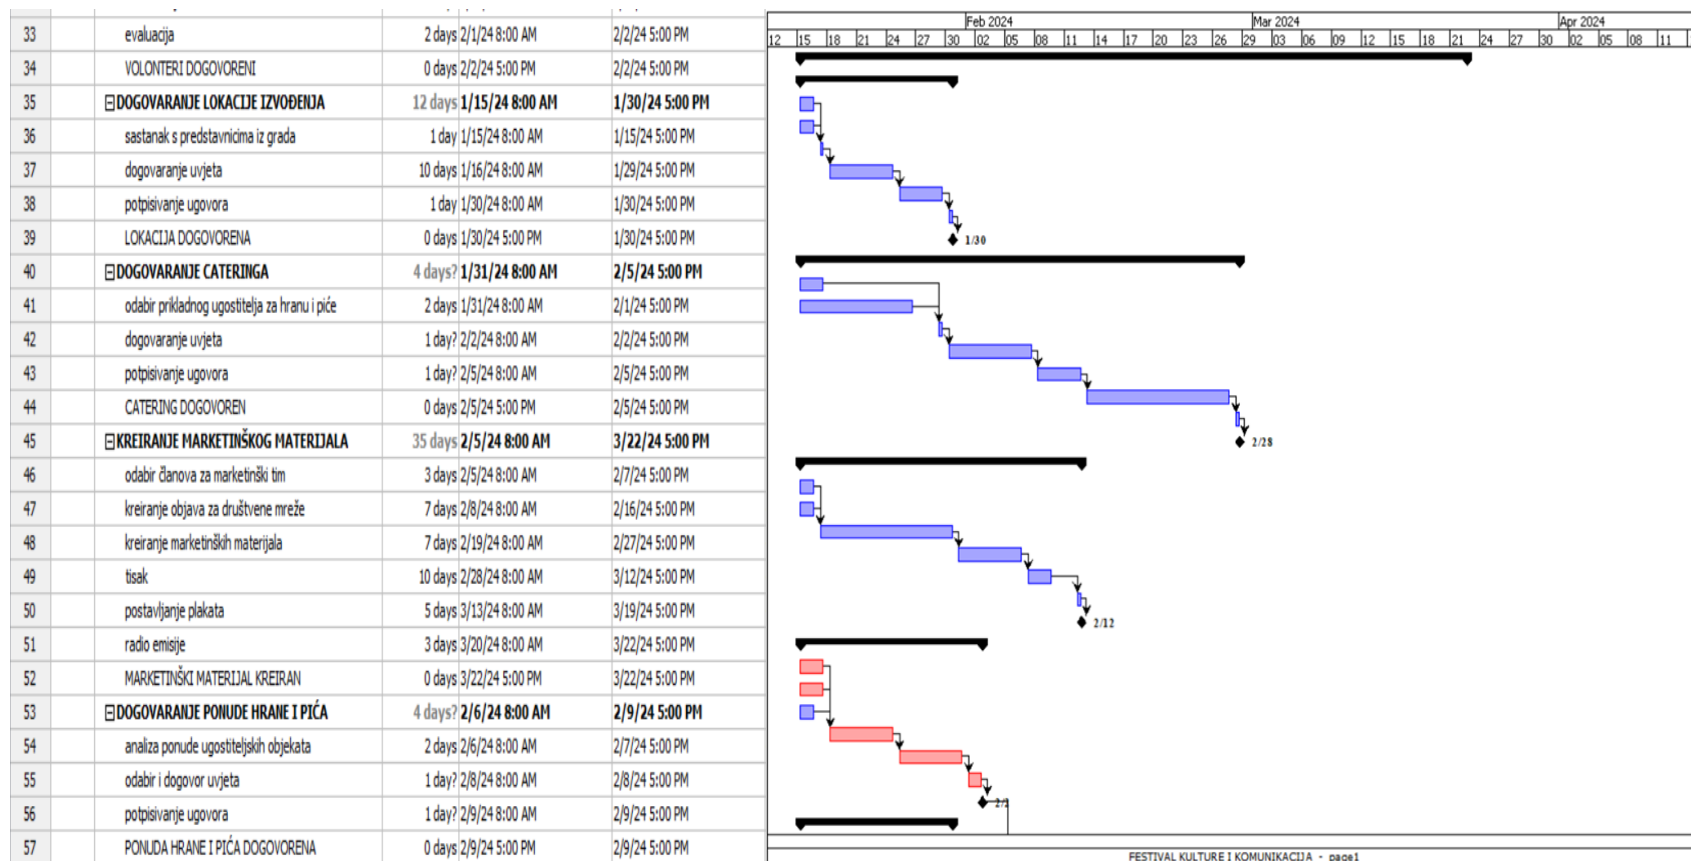 Feb 2024 Mar 2024 Apr 2024
12 15 18 21 24 27 30 02 05 08 11 14 17 20 23 26 29 03 06 09 12 15 18 21 24 27 30 02 05 08 11
33 evaluacija 2 days 2/1/24 8:00 AM 2/2/24 5:00 PM
34 VOLONTERI DOGOVORENI 0 days 2/2/24 5:00 PM 2/2/24 5:00 PM
35 DOGOVARANJE LOKACIJE IZVOĐENJA 12 days 1/15/24 8:00 AM 1/30/24 5:00 PM
36 sastanak s predstavnicima iz grada 1 day 1/15/24 8:00 AM 1/15/24 5:00 PM
37 dogovaranje uvjeta 10 days 1/16/24 8:00 AM 1/29/24 5:00 PM
38 potpisivanje ugovora 1 day 1/30/24 8:00 AM 1/30/24 5:00 PM
39 LOKACIJA DOGOVORENA 0 days 1/30/24 5:00 PM 1/30/24 5:00 PM
1/30
40 DOGOVARANJE CATERINGA 4 days? 1/31/24 8:00 AM 2/5/24 5:00 PM
41 odabir prikladnog ugostitelja za hranu i piće 2 days 1/31/24 8:00 AM 2/1/24 5:00 PM
42 dogovaranje uvjeta 1 day? 2/2/24 8:00 AM 2/2/24 5:00 PM
43 potpisivanje ugovora 1 day? 2/5/24 8:00 AM 2/5/24 5:00 PM
44 CATERING DOGOVOREN 0 days 2/5/24 5:00 PM 2/5/24 5:00 PM
45 KREIRANJE MARKETINŠKOG MATERIJALA 35 days 2/5/24 8:00 AM 3/22/24 5:00 PM
2/28
46 odabir članova za marketinški tim 3 days 2/5/24 8:00 AM 2/7/24 5:00 PM
47 kreiranje objava za društvene mreže 7 days 2/8/24 8:00 AM 2/16/24 5:00 PM
48 kreiranje marketinških materijala 7 days 2/19/24 8:00 AM 2/27/24 5:00 PM
49 tisak 10 days 2/28/24 8:00 AM 3/12/24 5:00 PM
50 postavljanje plakata 5 days 3/13/24 8:00 AM 3/19/24 5:00 PM
2/12
51 radio emisije 3 days 3/20/24 8:00 AM 3/22/24 5:00 PM
52 MARKETINŠKI MATERIJAL KREIRAN 0 days 3/22/24 5:00 PM 3/22/24 5:00 PM
53 DOGOVARANJE PONUDE HRANE I PIĆA 4 days? 2/6/24 8:00 AM 2/9/24 5:00 PM
54 analiza ponude ugostiteljskih objekata 2 days 2/6/24 8:00 AM 2/7/24 5:00 PM
55 odabir i dogovor uvjeta 1 day? 2/8/24 8:00 AM 2/8/24 5:00 PM
2/2
56 potpisivanje ugovora 1 day? 2/9/24 8:00 AM 2/9/24 5:00 PM
57 PONUDA HRANE I PIĆA DOGOVORENA 0 days 2/9/24 5:00 PM 2/9/24 5:00 PM
FESTIVAL KULTURE I KOMUNIKACIJA - page1